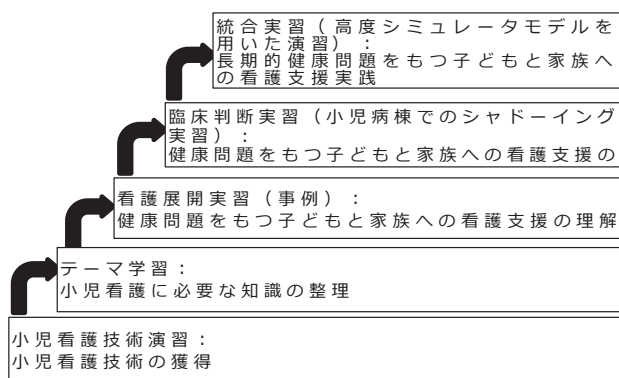 統合実習（高度シミュレータモデルを
用いた演習）：
長期的健康問題をもつ子どもと家族へ
の看護支援実践
臨床判断実習（小児病棟でのシャドーイング
実習）：
健康問題をもつ子どもと家族への看護支援の
看護展開実習（事例）：
健康問題をもつ子どもと家族への看護支援の理解
テーマ学習：
小児看護に必要な知識の整理
小児看護技術演習：
小児看護技術の獲得